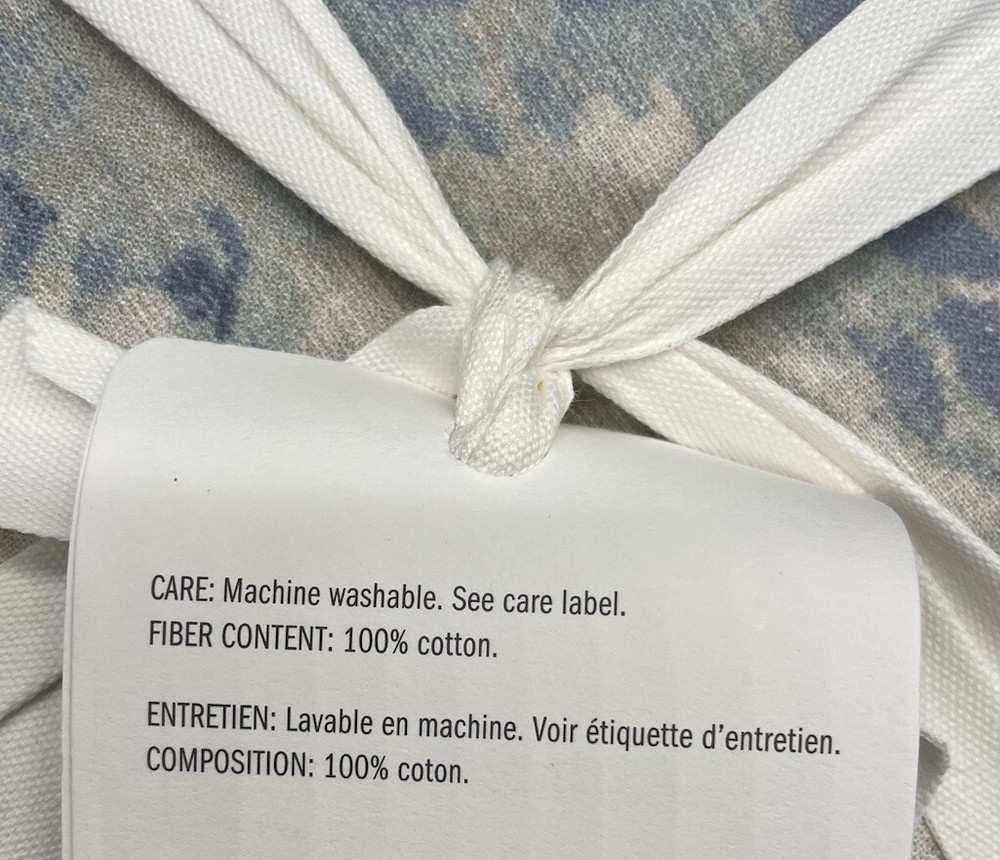 CARE: Machine washable. See care label.
FIBER CONTENT: 100% cotton.
ENTRETIEN: Lavable en machine. Voir étiquette d’entretien.
COMPOSITION: 100% coton.